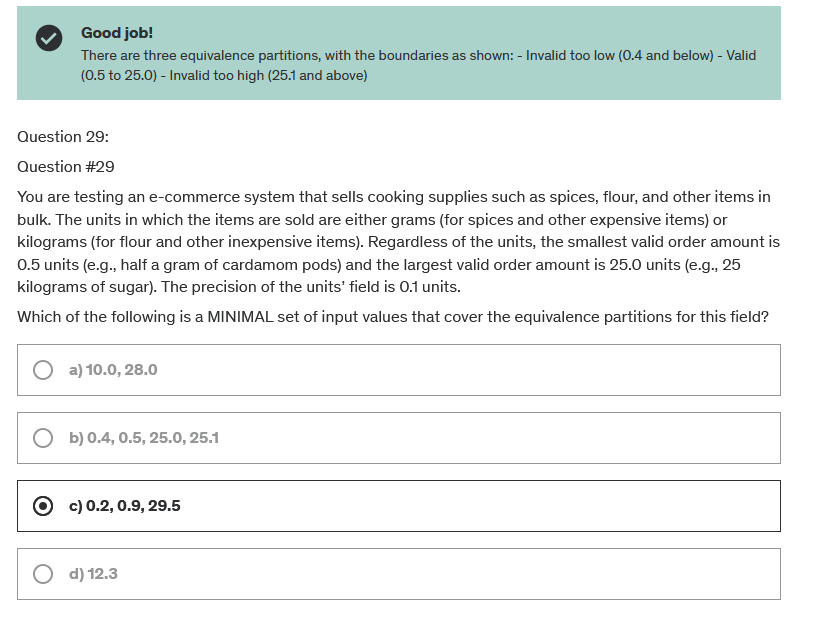 Good job!
There are three equivalence partitions, with the boundaries as shown: - Invalid too low (0.4 and below) - Valid
(0.5 to 25.0) - Invalid too high (25.1 and above)
Question 29:
Question #29
You are testing an e-commerce system that sells cooking supplies such as spices, flour, and other items in
bulk. The units in which the items are sold are either grams (for spices and other expensive items) or
kilograms (for flour and other inexpensive items). Regardless of the units, the smallest valid order amount is
0.5 units (e.g., half a gram of cardamom pods) and the largest valid order amount is 25.0 units (e.g., 25
kilograms of sugar). The precision of the units’ field is 0.1 units.
Which of the following is a MINIMAL set of input values that cover the equivalence partitions for this field?
a) 10.0, 28.0
b) 0.4, 0.5, 25.0, 25.1
c) 0.2, 0.9, 29.5
d) 12.3